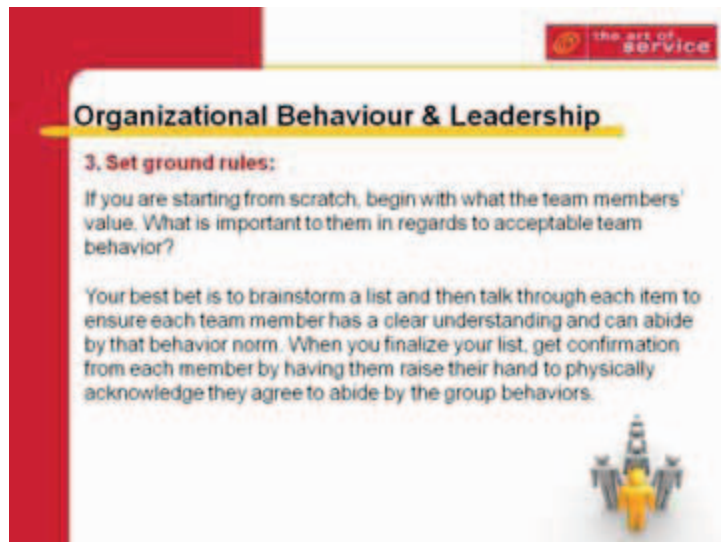 the art of
service
Organizational Behaviour & Leadership
3. Set ground rules:
If you are starting from scratch, begin with what the team members'
value. What is important to them in regards to acceptable team
behavior?
Your best bet is to brainstorm a list and then talk through each item to
ensure each team member has a clear understanding and can abide
by that behavior norm. When you finalize your list, get confirmation
from each member by having them raise their hand to physically
acknowledge they agree to abide by the group behaviors.